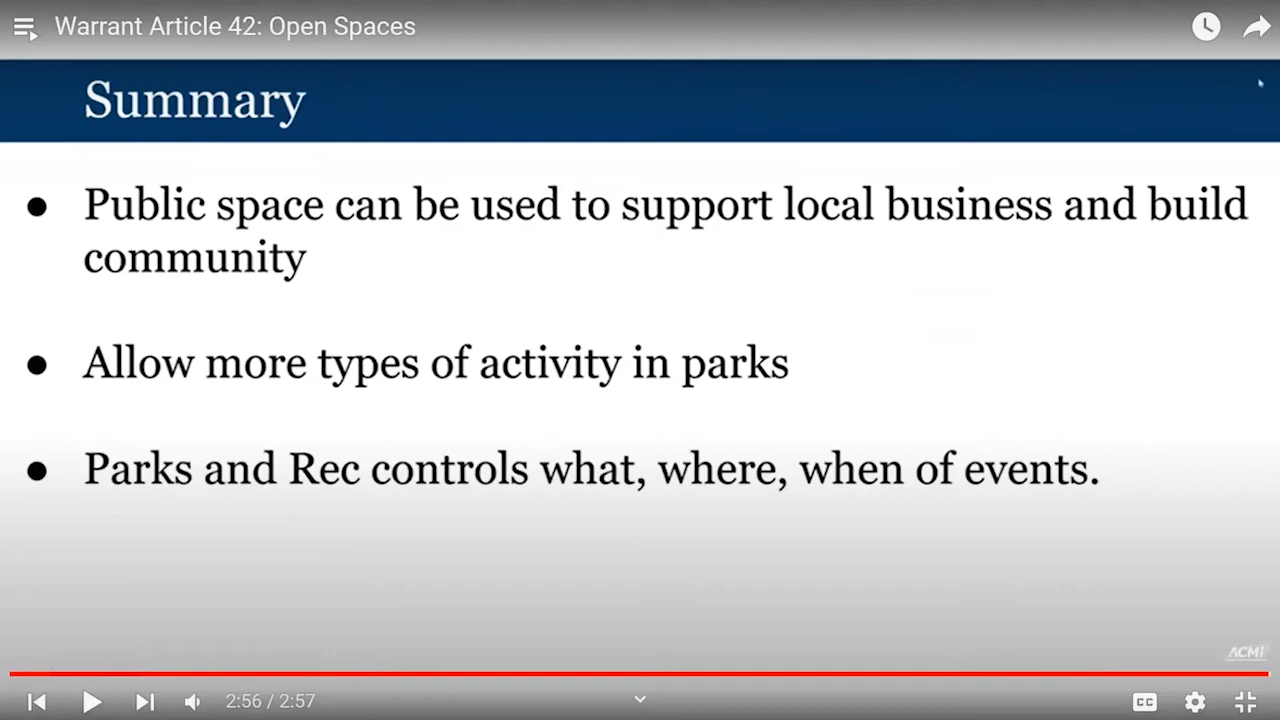 Warrant Article 42: Open Spaces
Summary
● Public space can be used to support local business and build
community
● Allow more types of activity in parks
● Parks and Rec controls what, where, when of events.
ACMi
2:56 / 2:57
CC